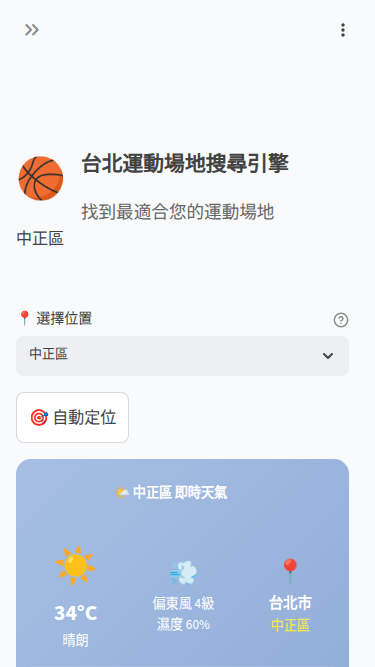 台北運動場地搜尋引擎
找到最適合您的運動場地
中正區
選擇位置
中正區
自動定位
中正區 即時天氣
34°C
晴朗
偏東風 4級
濕度 60%
台北市
中正區